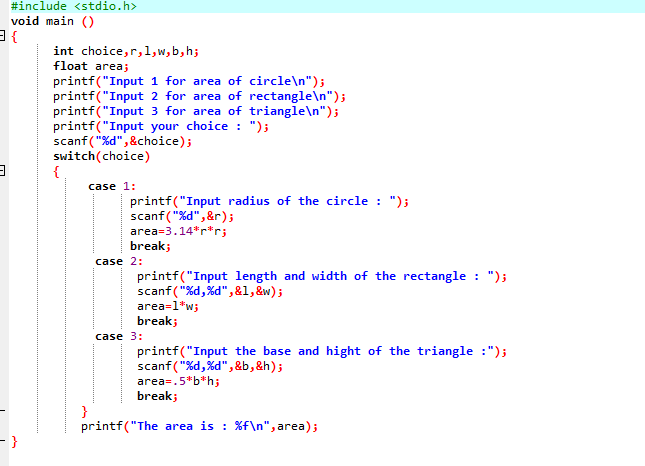 #include <stdio.h>
void main ()
{
int choice,r,l,w,b,h;
float area;
printf("Input 1 for area of circle\n");
printf("Input 2 for area of rectangle\n");
printf("Input 3 for area of triangle\n");
printf("Input your choice : ");
scanf("%d",&choice);
switch(choice)
{
case 1:
printf("Input radius of the circle : ");
scanf("%d",&r);
area=3.14*r*r;
break;
case 2:
printf("Input length and width of the rectangle : ");
scanf("%d,%d",&l,&w);
area=l*w;
break;
case 3:
printf("Input the base and hight of the triangle :");
scanf("%d,%d",&b,&h);
area=.5*b*h;
break;
}
printf("The area is : %f\n",area);
}